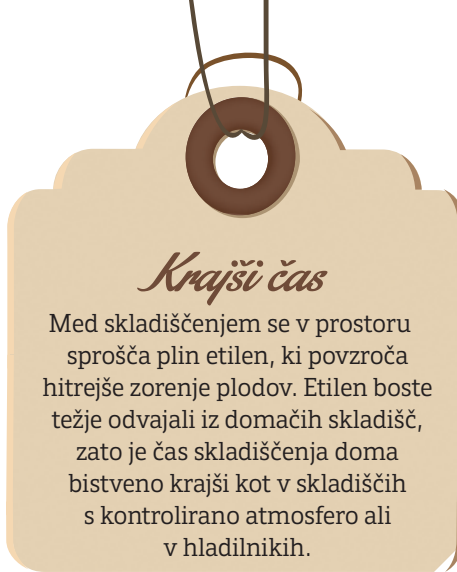 Krajši čas
Med skladiščenjem se v prostoru
sprošča plin etilen, ki povzroča
hitrejše zorenje plodov. Etilen boste
težje odvajali iz domačih skladišč,
zato je čas skladiščenja doma
bistveno krajši kot v skladiščih
s kontrolirano atmosfero ali
v hladilnikih.